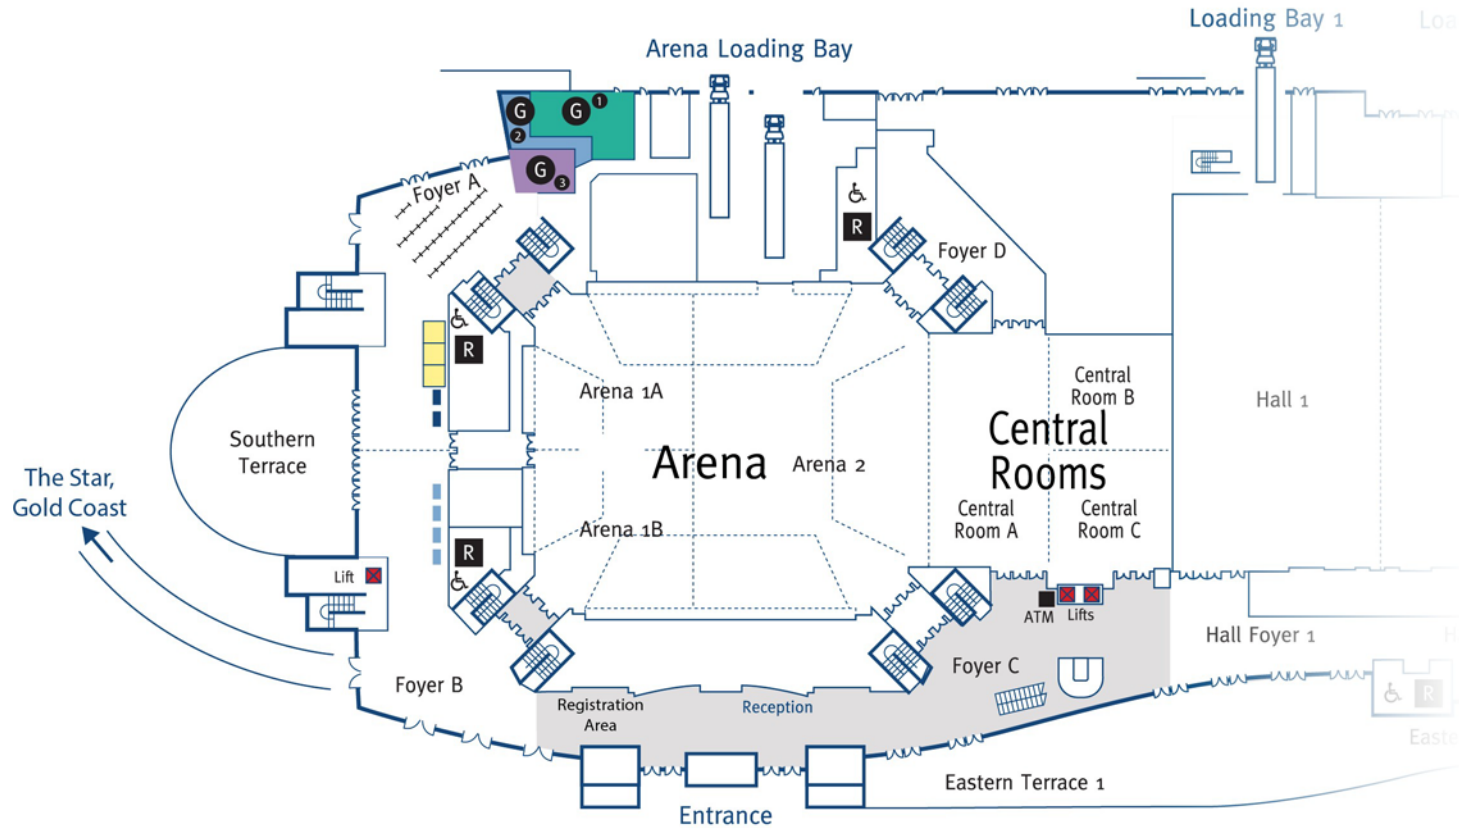 Loading Bay 1
Loa
Arena Loading Bay
G
1
G
2
G
3
Foyer A
R
Foyer D
R
Arena 1A
Central
Room B
Hall 1
Southern
Terrace
Central
Rooms
Arena
Arena 2
The Star,
Gold Coast
Central
Room A
Central
Room C
Arena 1B
R
Lift
ATM
Lifts
Hall Foyer 1
H
Foyer C
Foyer B
R
Registration
Area
Reception
Easte
Eastern Terrace 1
Entrance